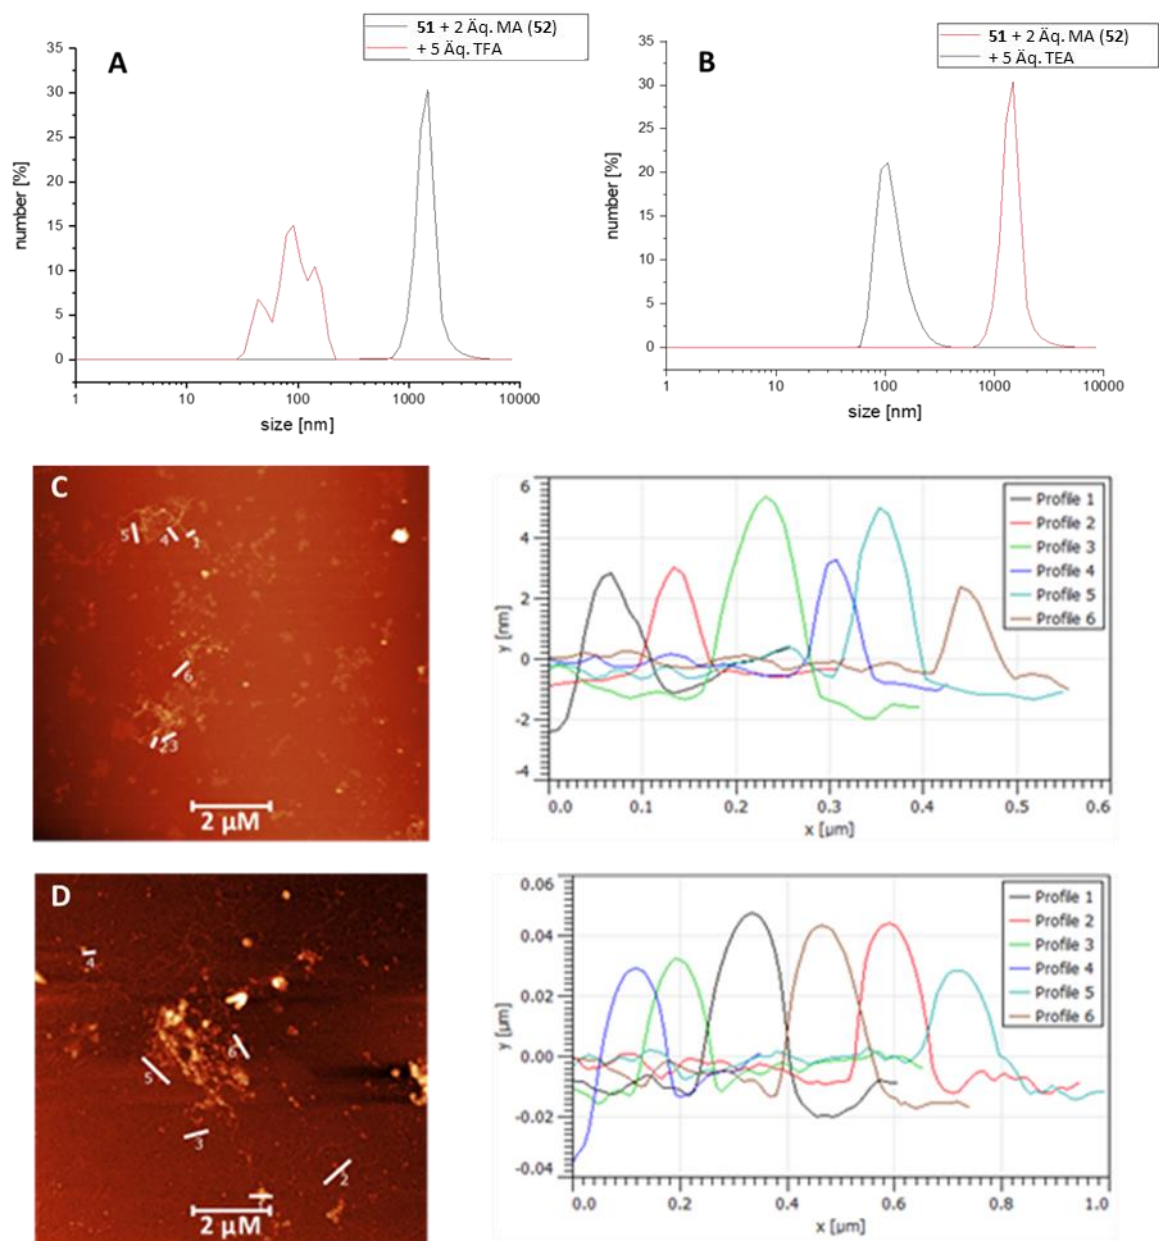 51 + 2 Äq. MA (52)
+ 5 Äq. TFA
A
35
30
25
20
15
10
5
0
number [%]
1
10
100
1000
10000
size [nm]
51 + 2 Äq. MA (52)
+ 5 Äq. TEA
B
35
30
25
20
15
10
5
0
number [%]
1
10
100
1000
10000
size [nm]
C
5
4
1
6
23
2 µM
6
4
2
0
-2
-4
y [nm]
0.0
0.1
0.2
0.3
0.4
0.5
0.6
x [µm]
Profile 1
Profile 2
Profile 3
Profile 4
Profile 5
Profile 6
D
4
6
5
3
2
2 µM
0.06
0.04
0.02
0.00
-0.02
-0.04
y [µm]
0.0
0.2
0.4
0.6
0.8
1.0
x [µm]
Profile 1
Profile 2
Profile 3
Profile 4
Profile 5
Profile 6